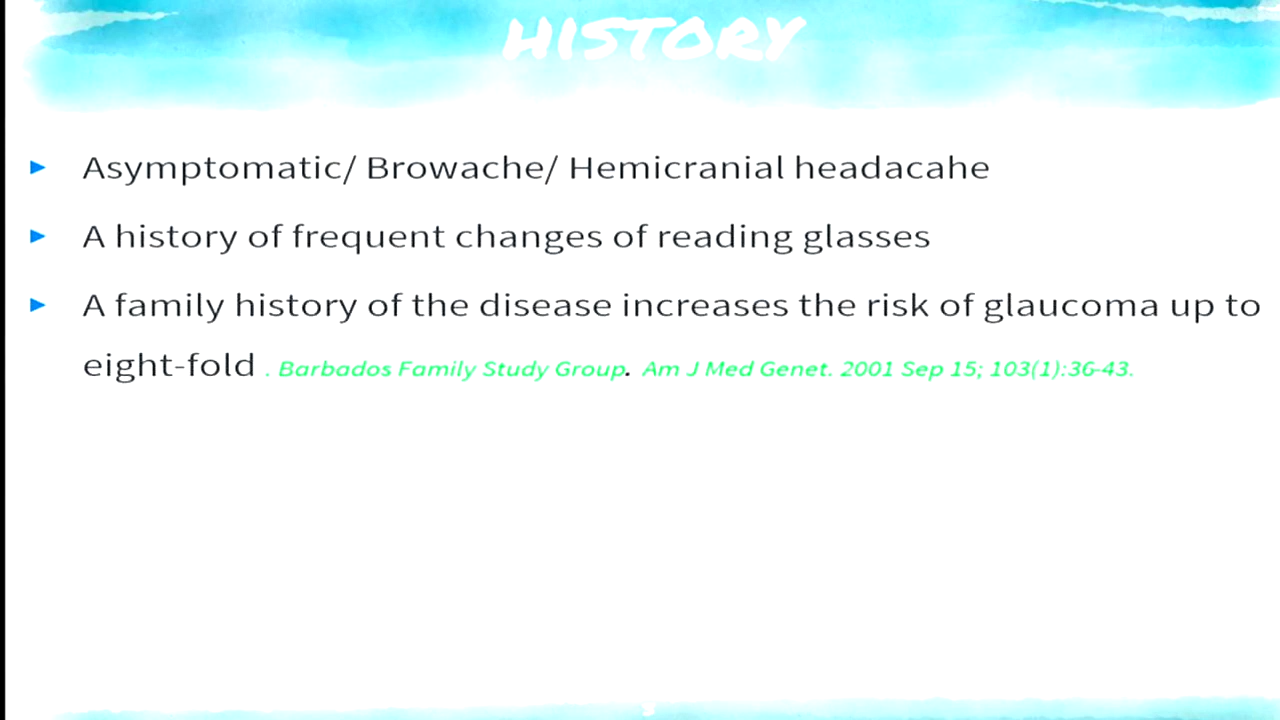 HISTORY
Asymptomatic/ Browache/ Hemicranial headacahe
A history of frequent changes of reading glasses
A family history of the disease increases the risk of glaucoma up to
eight-fold . Barbados Family Study Group. Am J Med Genet. 2001 Sep 15; 103(1):36-43.